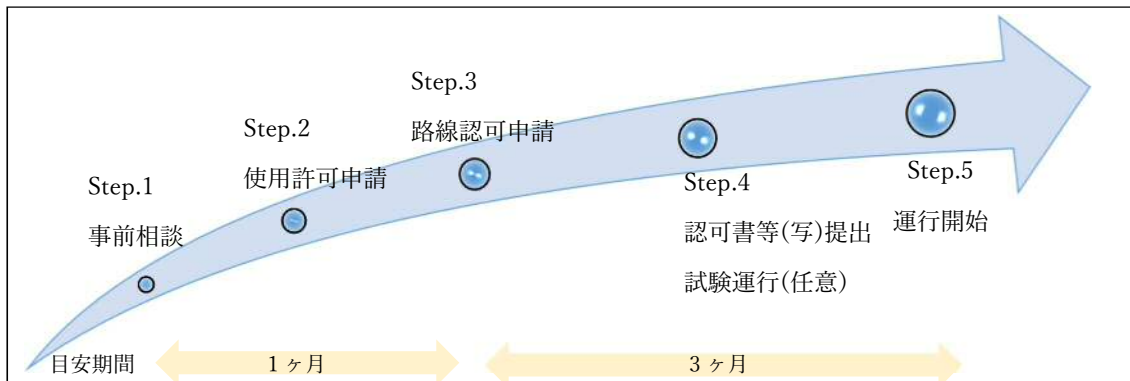 Step.1
事前相談
Step.2
使用許可申請
Step.3
路線認可申請
Step.4
認可書等(写)提出
試験運行(任意)
Step.5
運行開始
目安期間
1ヶ月
3ヶ月